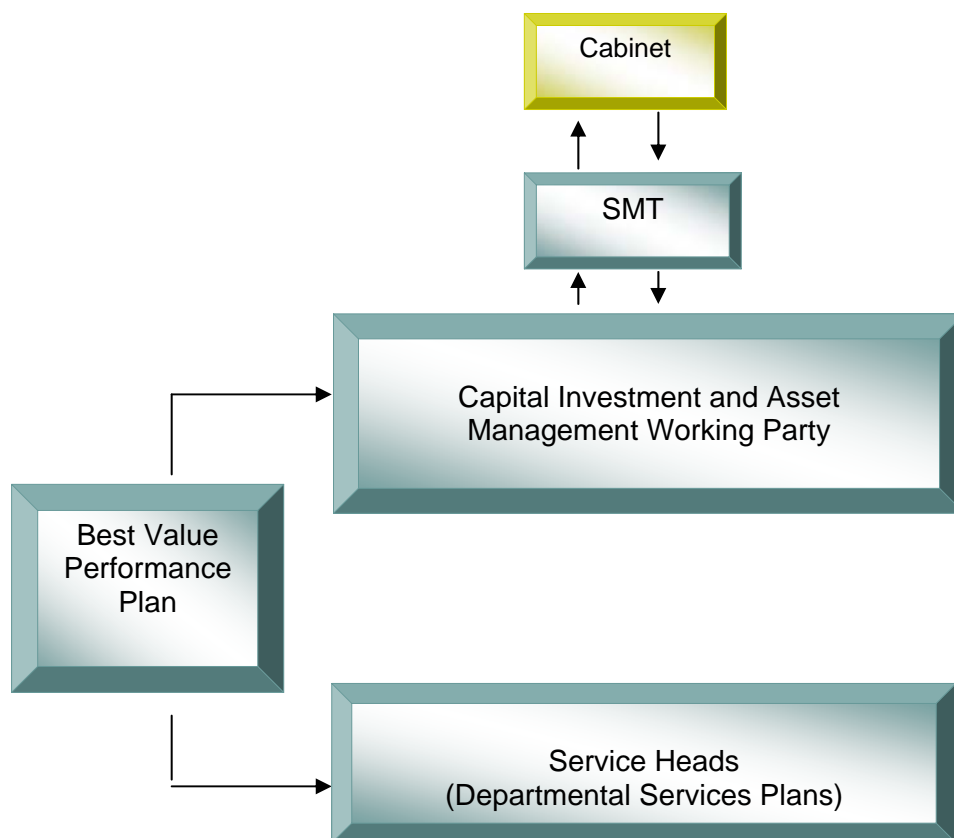 Cabinet
SMT
Capital Investment and Asset
Management Working Party
Best Value
Performance
Plan
Service Heads
(Departmental Services Plans)